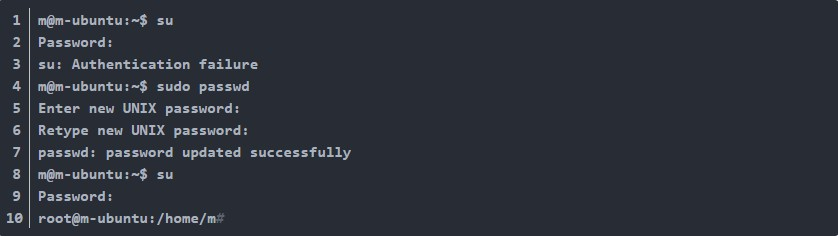 1 m@m-ubuntu:~$ su
2 Password:
3 su: Authentication failure
4 m@m-ubuntu:~$ sudo passwd
5 Enter new UNIX password:
6 Retype new UNIX password:
7 passwd: password updated successfully
8 m@m-ubuntu:~$ su
9 Password:
10 root@m-ubuntu:/home/m#